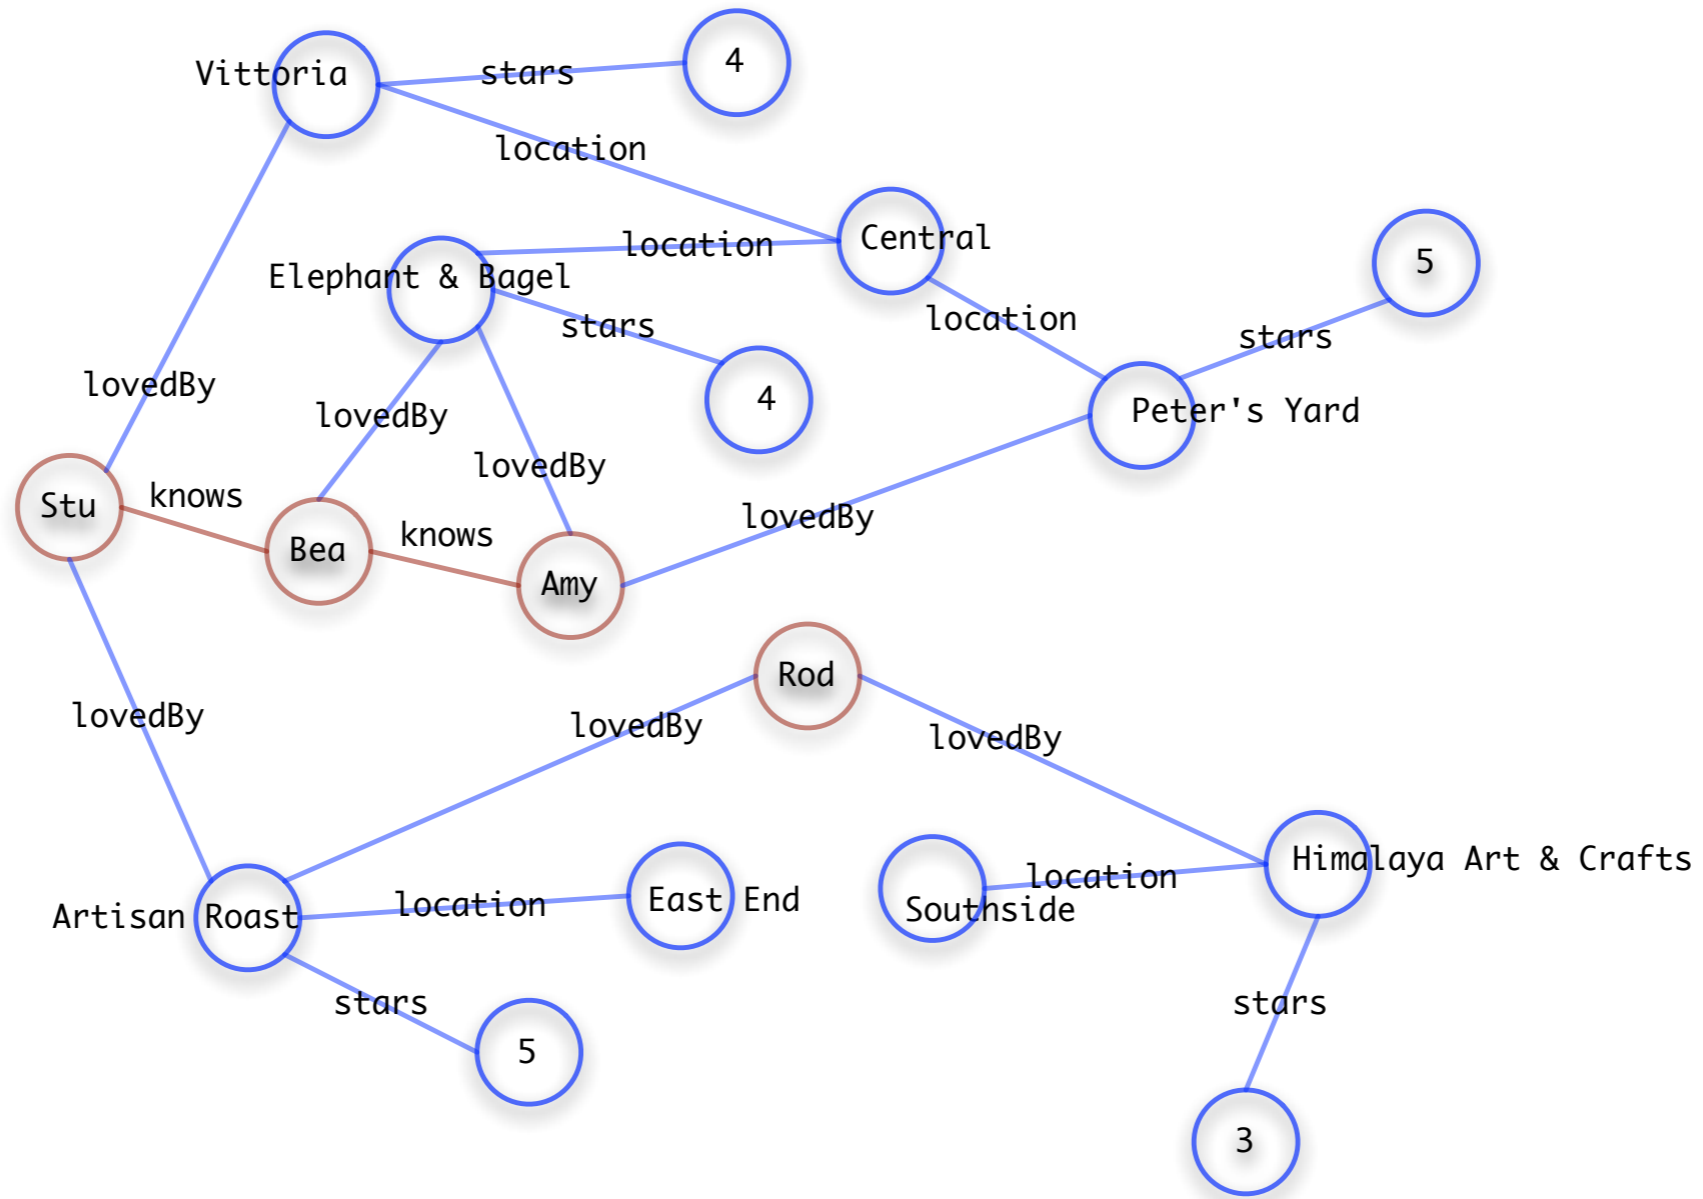 Vittoria
stars
4
location
Central
location
Elephant & Bagel
5
stars
location
stars
lovedBy
lovedBy
4
Peter's Yard
lovedBy
Stu
knows
lovedBy
knows
Bea
Amy
Rod
lovedBy
lovedBy
lovedBy
Himalaya Art & Crafts
location
East End
location
Southside
Artisan Roast
stars
stars
5
3